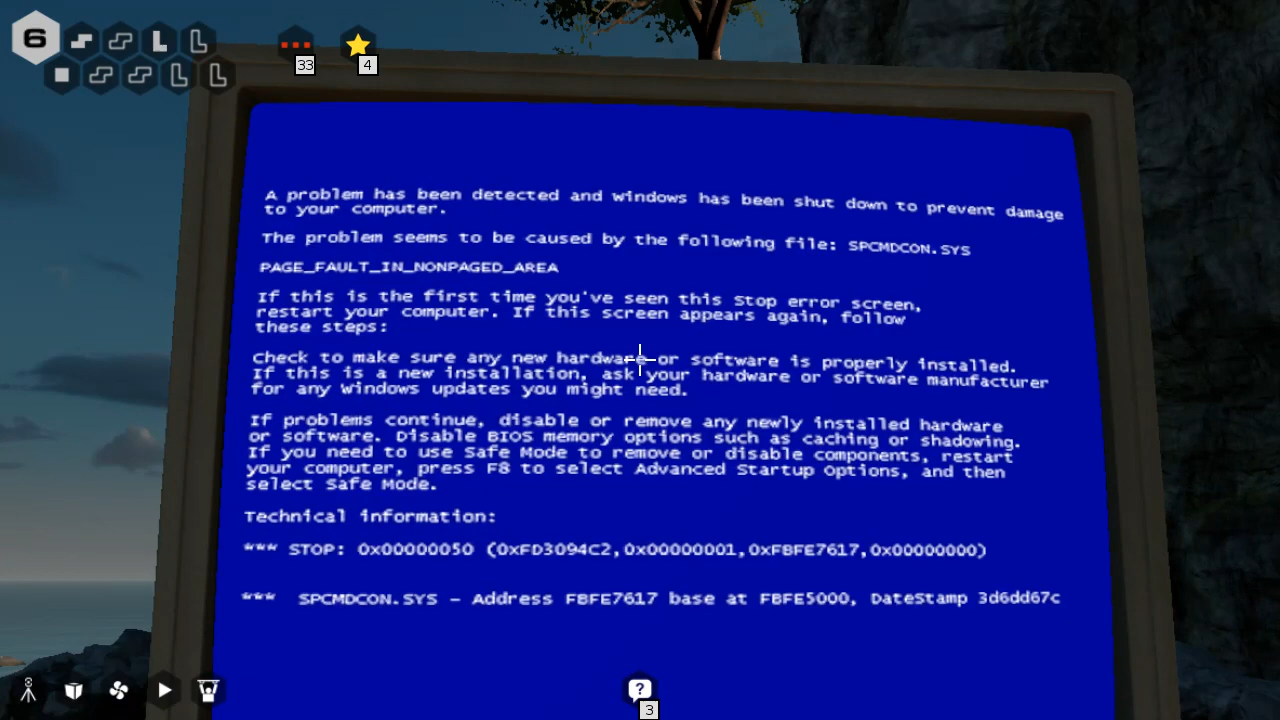 6
33
4
A problem has been detected and windows has been shut down to prevent damage
to your computer.
The problem seems to be caused by the following file: SPCMDCON.SYS
PAGE_FAULT_IN_NONPAGED_AREA
If this is the first time you've seen this Stop error screen,
restart your computer. If this screen appears again, follow
these steps:
Check to make sure any new hardware or software is properly installed.
If this is a new installation, ask your hardware or software manufacturer
for any Windows updates you might need.
If problems continue, disable or remove any newly installed hardware
or software. Disable BIOS memory options such as caching or shadowing.
If you need to use Safe Mode to remove or disable components, restart
your computer, press F8 to select Advanced Startup Options, and then
select Safe Mode.
Technical information:
*** STOP: 0x00000050 (0xFD3094C2,0x00000001,0xFBFE7617,0x00000000)
*** SPCMDCON.SYS - Address FBFE7617 base at FBFE5000, DateStamp 3d6dd67c
?
3